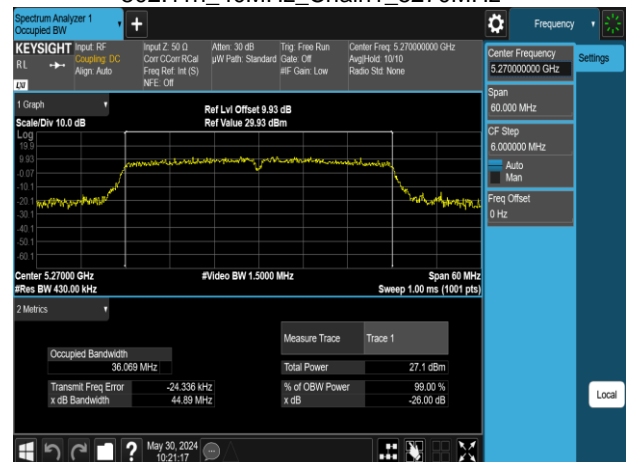 Spectrum Analyzer 1
Occupied BW
Frequency
KEYSIGHT
RL
LXI
Input: RF
Coupling: DC
Align: Auto
Input Z: 50 Ω
Corr CCorr RCal
Freq Ref: Int (S)
NFE: Off
Atten: 30 dB
µW Path: Standard
Trig: Free Run
Gate: Off
#IF Gain: Low
Center Freq: 5.270000000 GHz
Avg|Hold: 10/10
Radio Std: None
Center Frequency
5.270000000 GHz
Settings
Span
60.000 MHz
CF Step
6.000000 MHz
Auto
Man
Freq Offset
0 Hz
1 Graph
Scale/Div 10.0 dB
Ref Lvl Offset 9.93 dB
Ref Value 29.93 dBm
Log
19.9
9.93
-0.07
-10.1
-20.1
-30.1
-40.1
-50.1
-60.1
Center 5.27000 GHz
#Res BW 430.00 kHz
#Video BW 1.5000 MHz
Span 60 MHz
Sweep 1.00 ms (1001 pts)
2 Metrics
Measure Trace
Trace 1
Occupied Bandwidth
36.069 MHz
Total Power
27.1 dBm
Transmit Freq Error
-24.336 kHz
% of OBW Power
99.00 %
x dB Bandwidth
44.89 MHz
x dB
-26.00 dB
Local
?
May 30, 2024
10:21:17